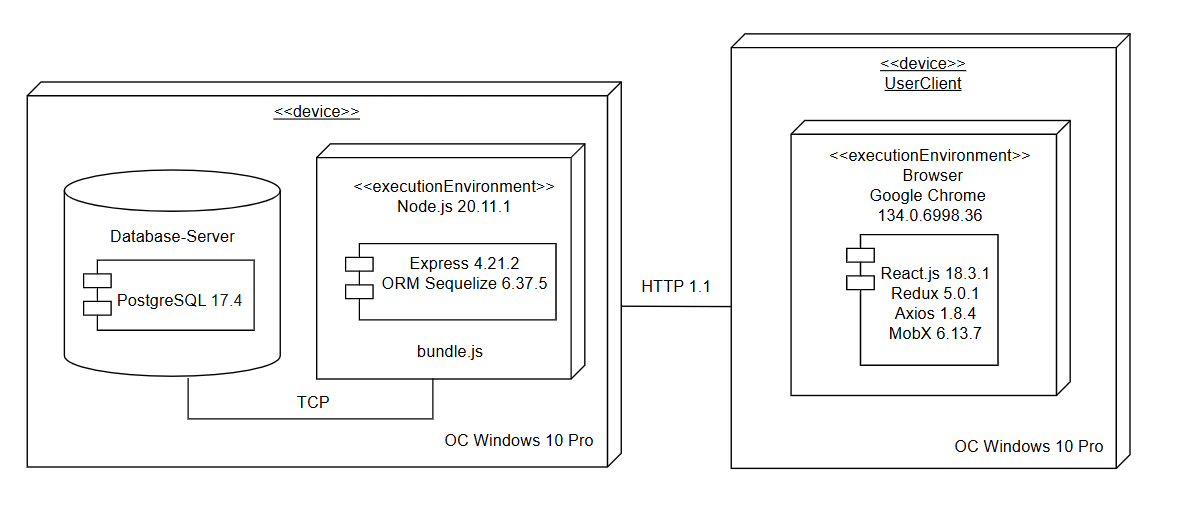 <<device>>
Database-Server
PostgreSQL 17.4
<<executionEnvironment>>
Node.js 20.11.1
Express 4.21.2
ORM Sequelize 6.37.5
bundle.js
TCP
OC Windows 10 Pro
HTTP 1.1
<<device>>
UserClient
<<executionEnvironment>>
Browser
Google Chrome
134.0.6998.36
React.js 18.3.1
Redux 5.0.1
Axios 1.8.4
MobX 6.13.7
OC Windows 10 Pro